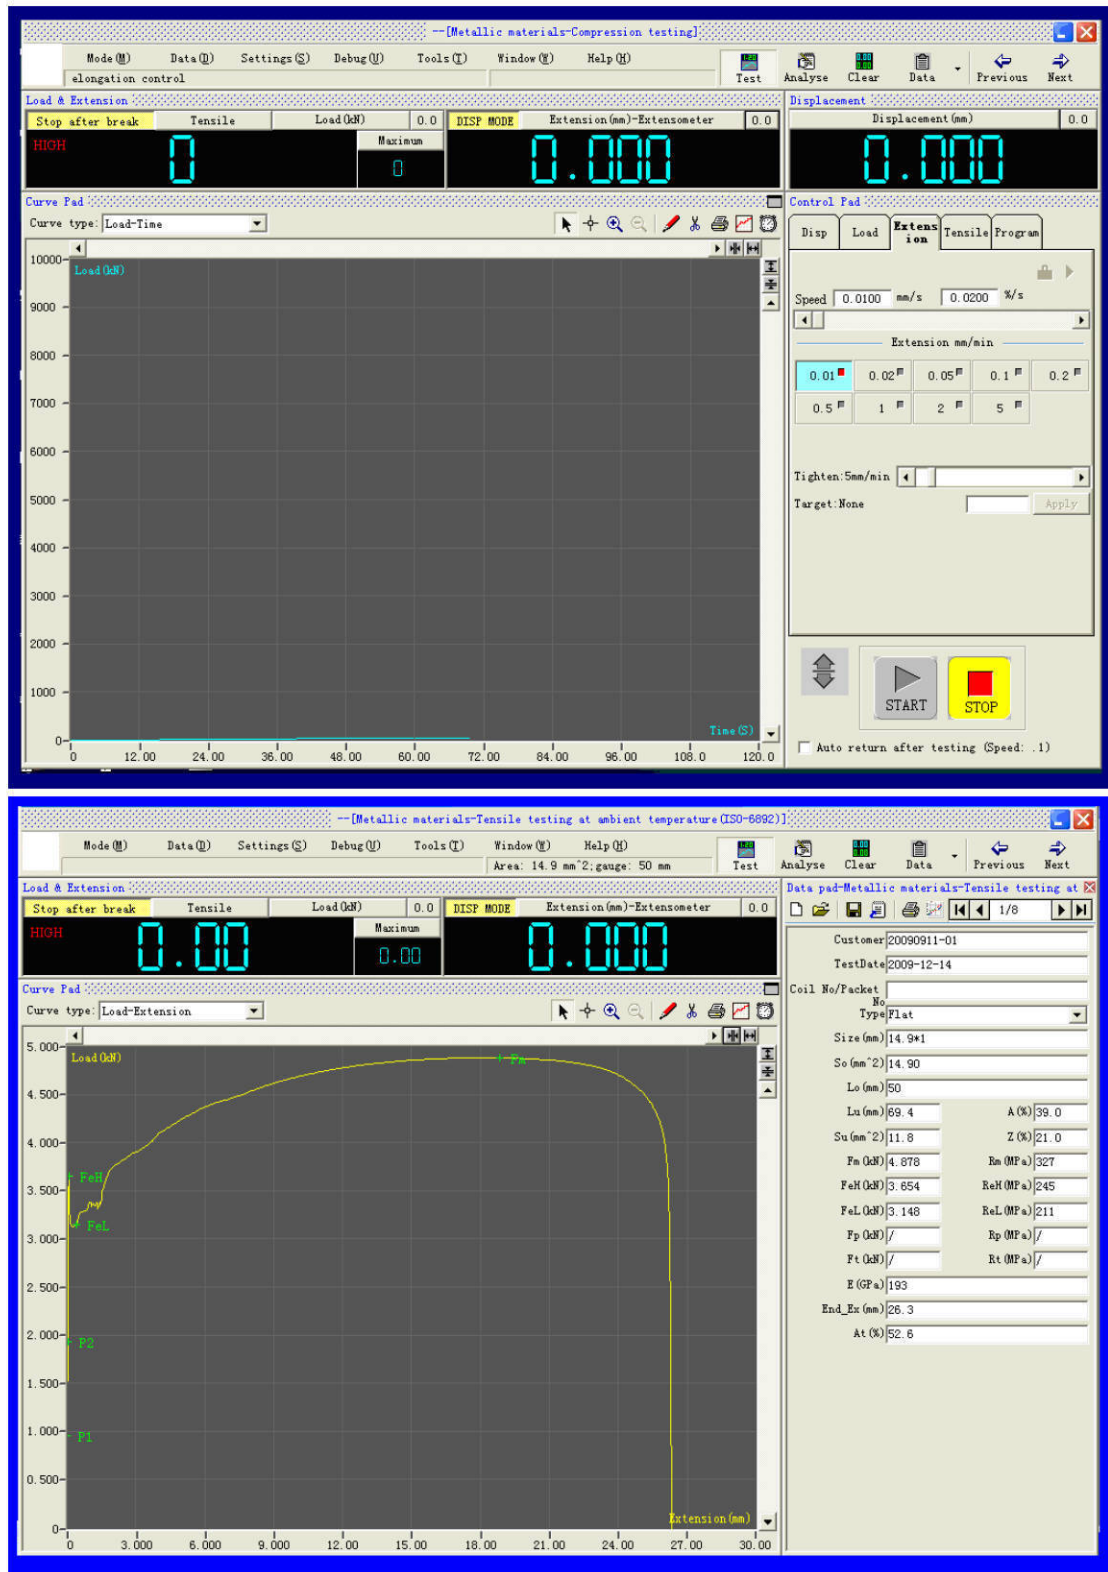 --[Metallic materials-Compression testing]
Mode(M) Data(D) Settings(S) Debug(U) Tools(T) Window(W) Help(H)
elongation control
Test Analyse Clear Data Previous Next
Load & Extension
Stop after break Tensile Load(kN) 0.0 DISP MODE Extension(mm)-Extensometer 0.0
HIGH 0 Maximum 0 0.000
Displacement
Displacement(mm) 0.0
0.000
Curve Pad
Curve type: Load-Time
Load(kN)
10000
9000
8000
7000
6000
5000
4000
3000
2000
1000
0
Time(S)
0 12.00 24.00 36.00 48.00 60.00 72.00 84.00 96.00 108.0 120.0
Control Pad
Disp Load Extension Tensile Program
Speed 0.0100 mm/s 0.0200 %/s
Extension mm/min
0.01 0.02 0.05 0.1 0.2
0.5 1 2 5
Tighten:5mm/min
Target:None Apply
START STOP
Auto return after testing (Speed: .1)
--[Metallic materials-Tensile testing at ambient temperature(ISO-6892)]
Mode(M) Data(D) Settings(S) Debug(U) Tools(T) Window(W) Help(H)
Area: 14.9 mm^2;gauge: 50 mm
Test Analyse Clear Data Previous Next
Load & Extension
Stop after break Tensile Load(kN) 0.0 DISP MODE Extension(mm)-Extensometer 0.0
HIGH 0.00 Maximum 0.00 0.000
Curve Pad
Curve type: Load-Extension
Load(kN)
5.000
4.500
4.000
3.500
3.000
2.500
2.000
1.500
1.000
0.500
0
Pm
FeH
FeL
P2
P1
Extension(mm)
0 3.000 6.000 9.000 12.00 15.00 18.00 21.00 24.00 27.00 30.00
Data pad-Metallic materials-Tensile testing at
1/8
Customer 20090911-01
TestDate 2009-12-14
Coil No/Packet No
Type Flat
Size(mm) 14.9*1
So(mm^2) 14.90
Lo(mm) 50
Lu(mm) 69.4 A(%) 39.0
Su(mm^2) 11.8 Z(%) 21.0
Fm(kN) 4.878 Rm(MPa) 327
FeH(kN) 3.654 ReH(MPa) 245
FeL(kN) 3.148 ReL(MPa) 211
Fp(kN) / Rp(MPa) /
Ft(kN) / Rt(MPa) /
E(GPa) 193
End_Ex(mm) 26.3
At(%) 52.6